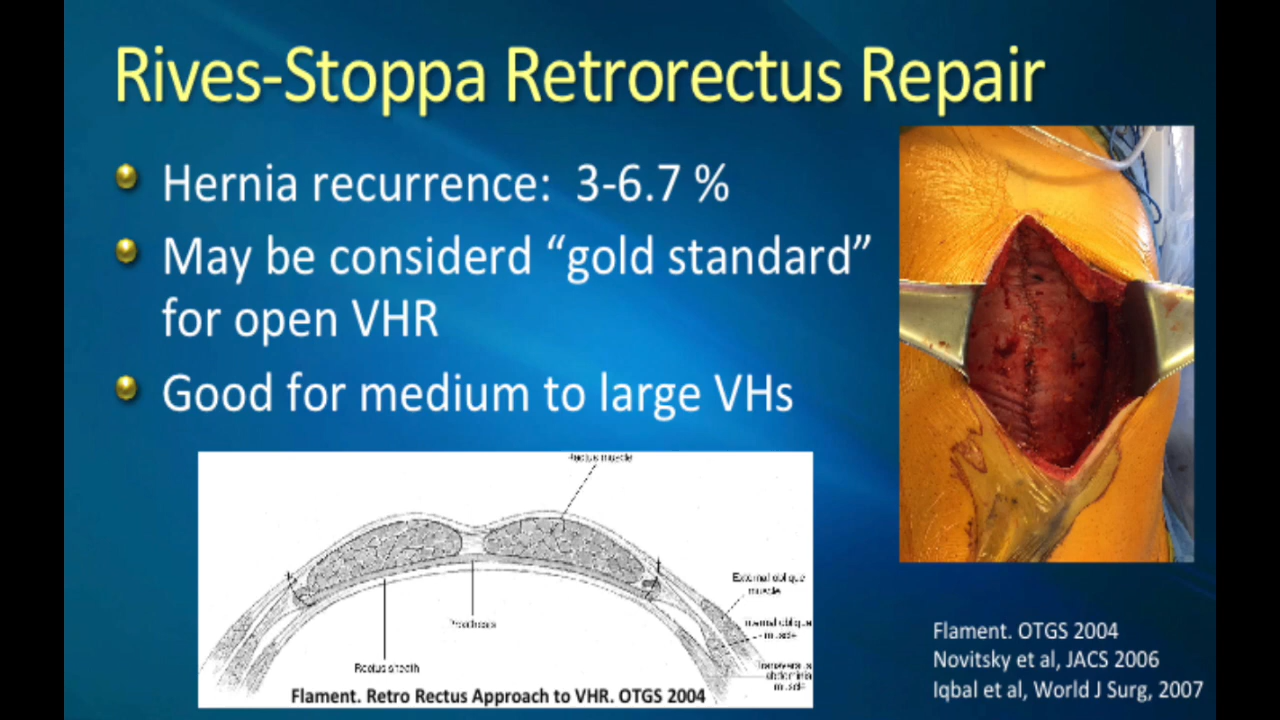 Rives-Stoppa Retrorectus Repair
Hernia recurrence:  3-6.7 %
May be considerd “gold standard”
for open VHR
Good for medium to large VHs
Rectus muscle
External oblique
muscle
Internal oblique
muscle
Prosthesis
Rectus sheath
Transversus
abdominis
muscle
Flament. Retro Rectus Approach to VHR. OTGS 2004
Flament. OTGS 2004
Novitsky et al, JACS 2006
Iqbal et al, World J Surg, 2007